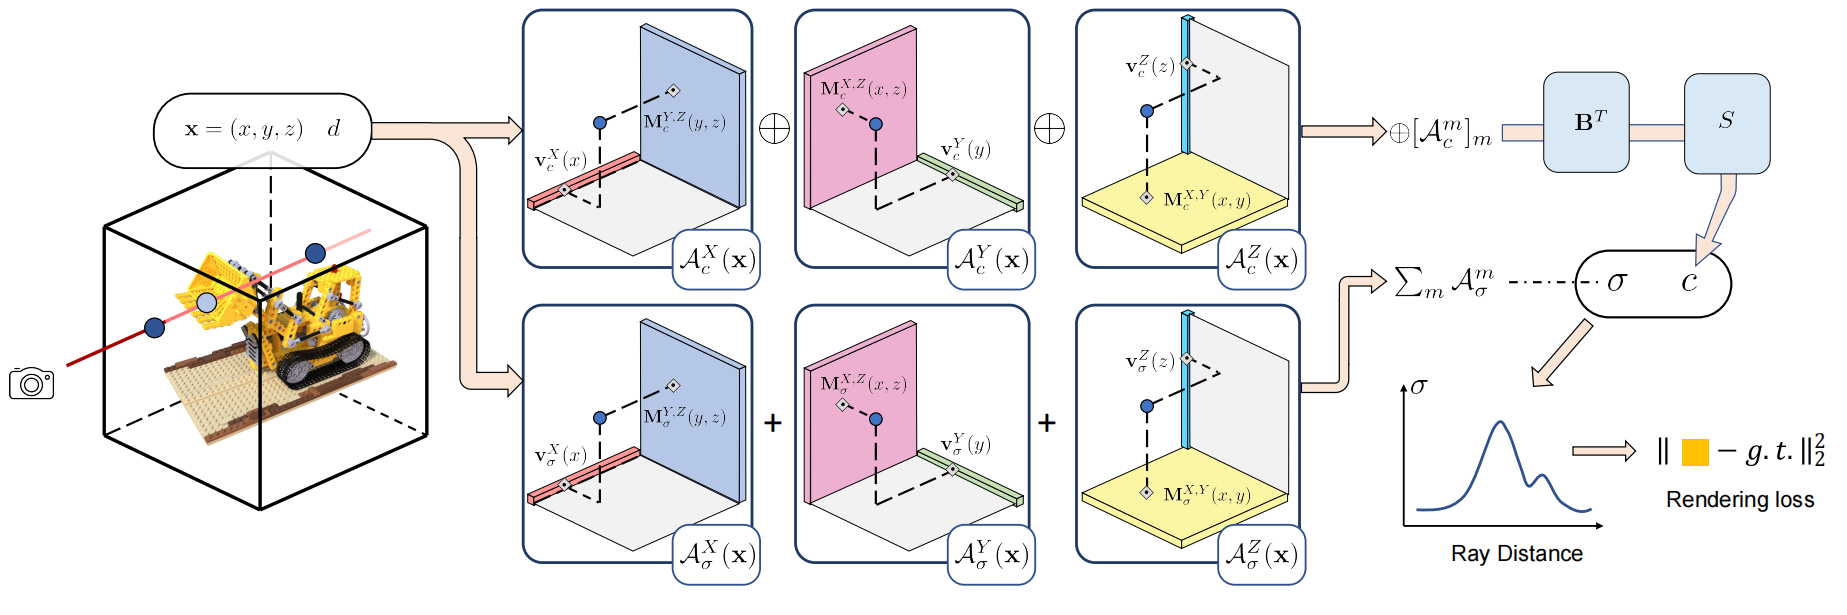 x = (x, y, z) d
v_c^X(x)
M_c^{Y,Z}(y, z)
A_c^X(x)
⊕
M_c^{X,Z}(x, z)
v_c^Y(y)
A_c^Y(x)
⊕
v_c^Z(z)
M_c^{X,Y}(x, y)
A_c^Z(x)
⊕[A_c^m]_m
B^T
S
v_σ^X(x)
M_σ^{Y,Z}(y, z)
A_σ^X(x)
+
M_σ^{X,Z}(x, z)
v_σ^Y(y)
A_σ^Y(x)
+
v_σ^Z(z)
M_σ^{X,Y}(x, y)
A_σ^Z(x)
∑_m A_σ^m
σ c
σ
Ray Distance
‖ − g.t.‖_2^2
Rendering loss